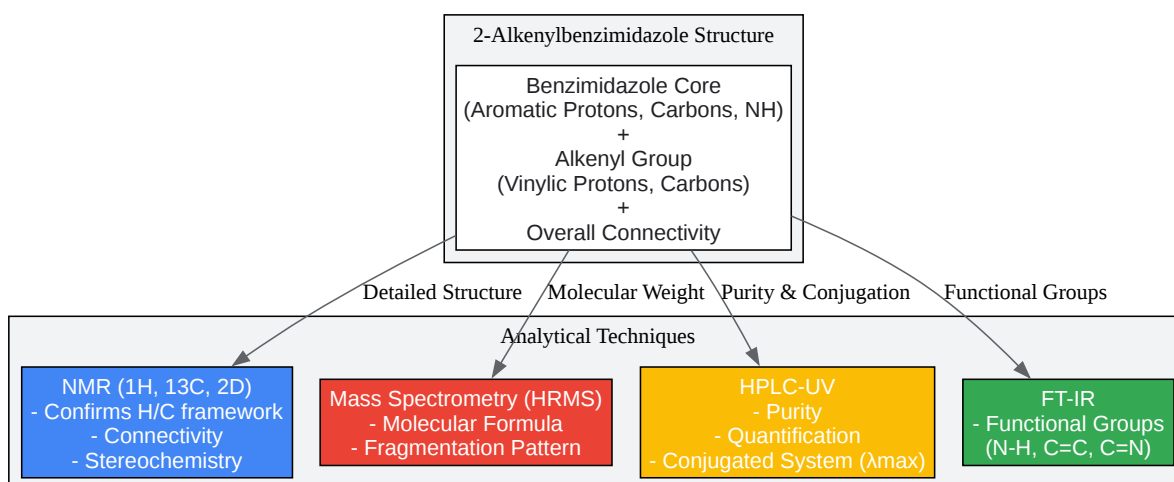 2-Alkenylbenzimidazole Structure
Benzimidazole Core
(Aromatic Protons, Carbons, NH)
+
Alkenyl Group
(Vinylic Protons, Carbons)
+
Overall Connectivity
Detailed Structure
Molecular Weight
Purity & Conjugation
Functional Groups
Analytical Techniques
NMR (1H, 13C, 2D)
- Confirms H/C framework
- Connectivity
- Stereochemistry
Mass Spectrometry (HRMS)
- Molecular Formula
- Fragmentation Pattern
HPLC-UV
- Purity
- Quantification
- Conjugated System (λmax)
FT-IR
- Functional Groups
(N-H, C=C, C=N)